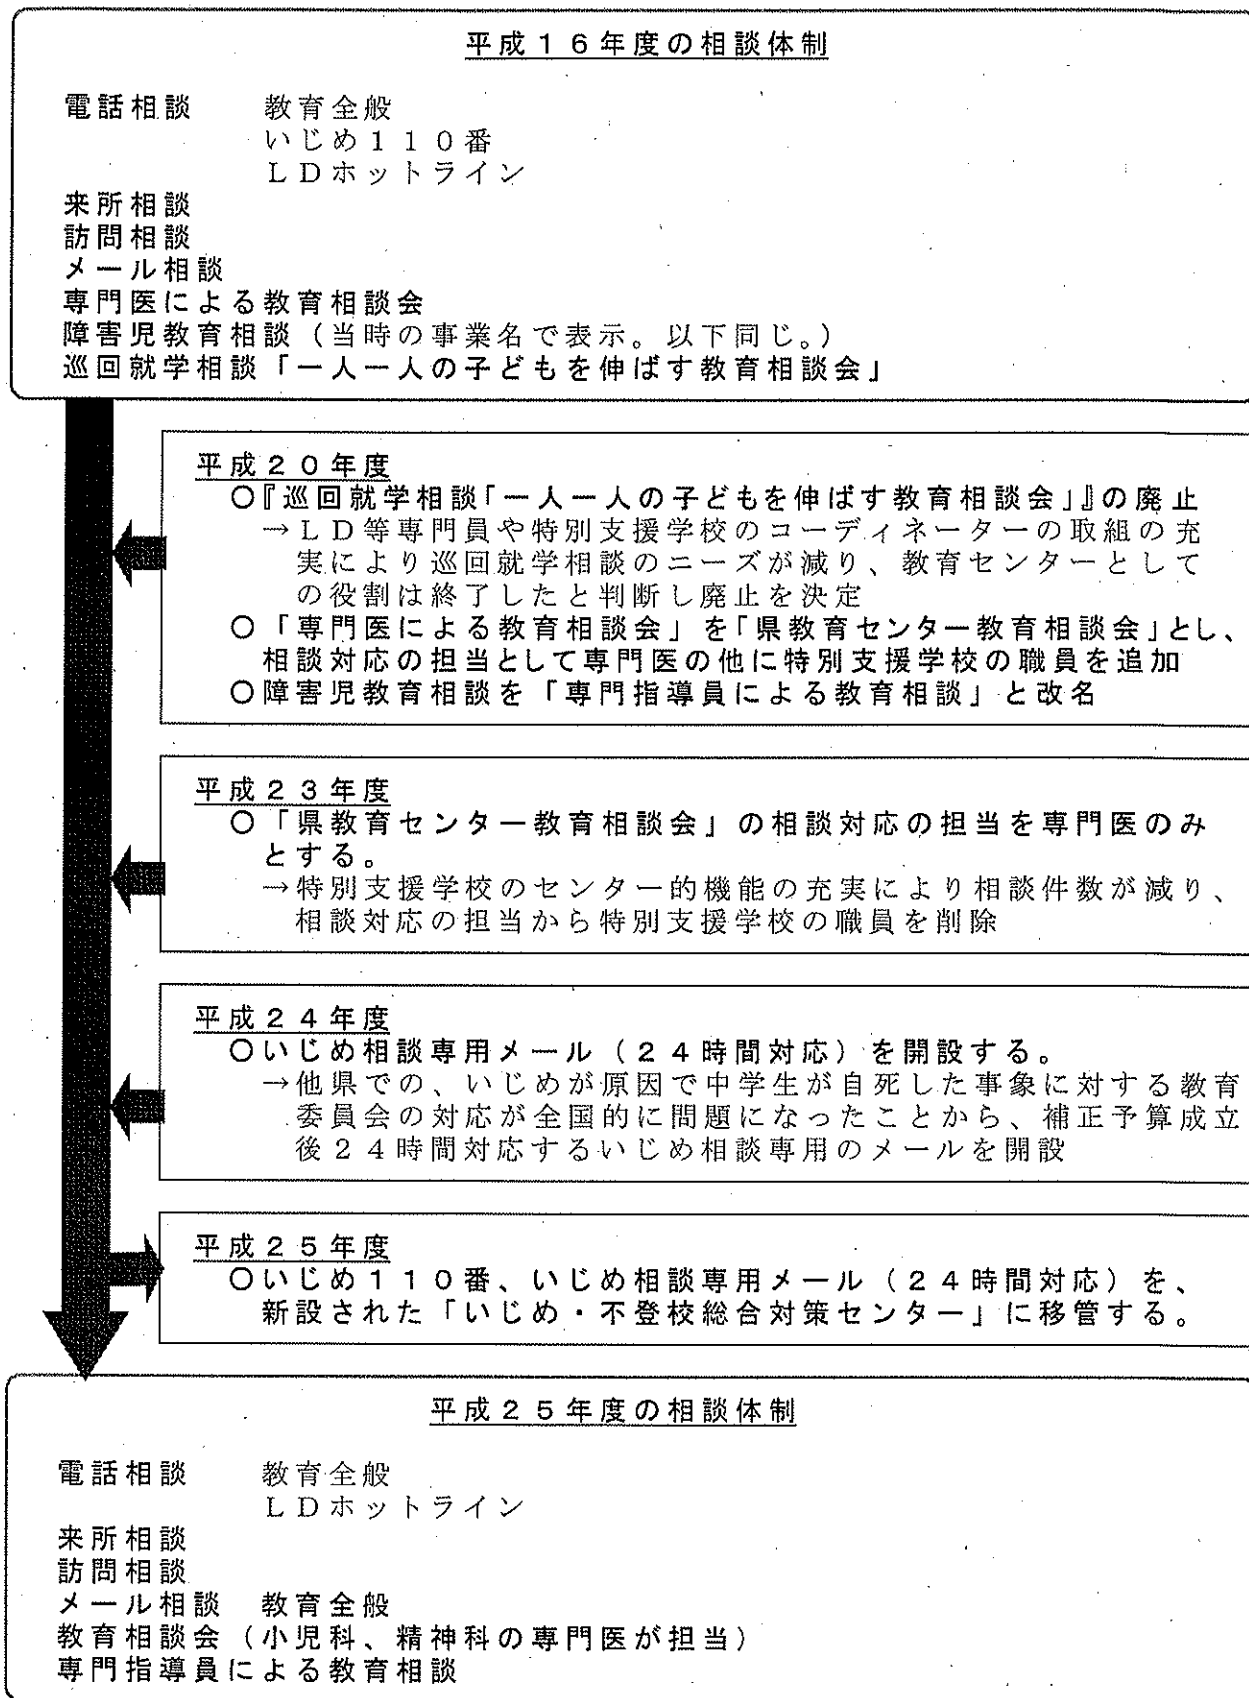 平成１６年度の相談体制
電話相談　　教育全般
いじめ１１０番
ＬＤホットライン
来所相談
訪問相談
メール相談
専門医による教育相談会
障害児教育相談（当時の事業名で表示。以下同じ。）
巡回就学相談「一人一人の子どもを伸ばす教育相談会」
平成２０年度
○『巡回就学相談「一人一人の子どもを伸ばす教育相談会」』の廃止
→ＬＤ等専門員や特別支援学校のコーディネーターの取組の充
実により巡回就学相談のニーズが減り、教育センターとして
の役割は終了したと判断し廃止を決定
○「専門医による教育相談会」を「県教育センター教育相談会」とし、
相談対応の担当として専門医の他に特別支援学校の職員を追加
○障害児教育相談を「専門指導員による教育相談」と改名
平成２３年度
○「県教育センター教育相談会」の相談対応の担当を専門医のみ
とする。
→特別支援学校のセンター的機能の充実により相談件数が減り、
相談対応の担当から特別支援学校の職員を削除
平成２４年度
○いじめ相談専用メール（２４時間対応）を開設する。
→他県での、いじめが原因で中学生が自死した事象に対する教育
委員会の対応が全国的に問題になったことから、補正予算成立
後２４時間対応するいじめ相談専用のメールを開設
平成２５年度
○いじめ１１０番、いじめ相談専用メール（２４時間対応）を、
新設された「いじめ・不登校総合対策センター」に移管する。
平成２５年度の相談体制
電話相談　　教育全般
ＬＤホットライン
来所相談
訪問相談
メール相談　教育全般
教育相談会（小児科、精神科の専門医が担当）
専門指導員による教育相談